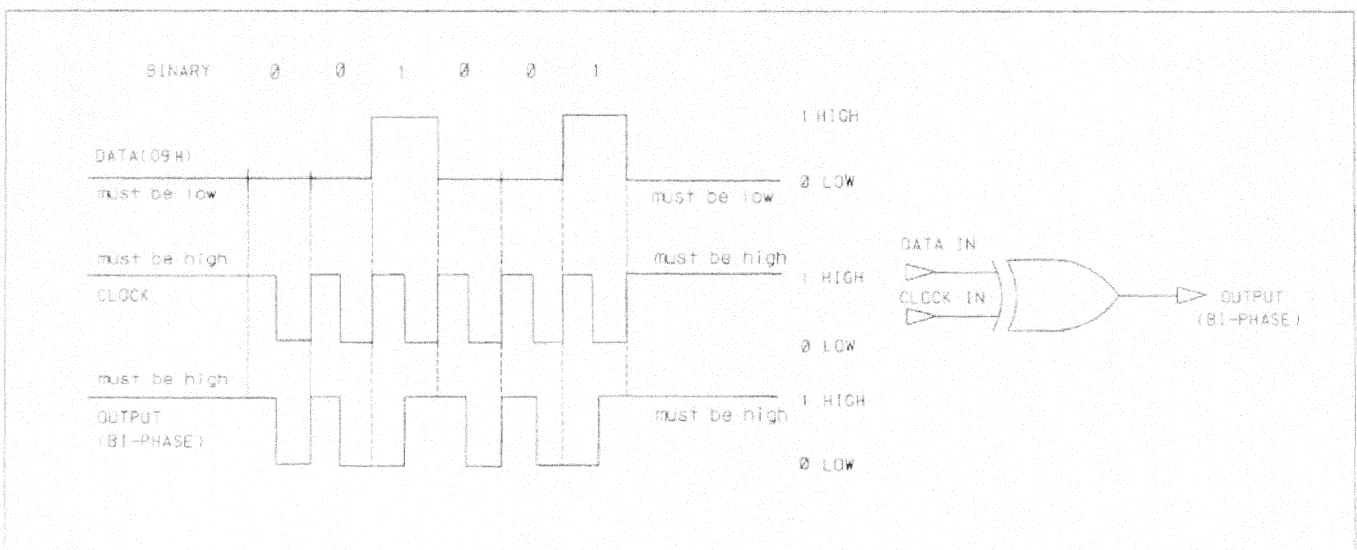 BINARY 0 0 1 0 0 1
1 HIGH
DATA(09H)
must be low
0 LOW
must be low
must be high
must be high
1 HIGH
CLOCK
0 LOW
DATA IN
CLOCK IN
OUTPUT
(BI-PHASE)
must be high
1 HIGH
OUTPUT
(BI-PHASE)
must be high
0 LOW